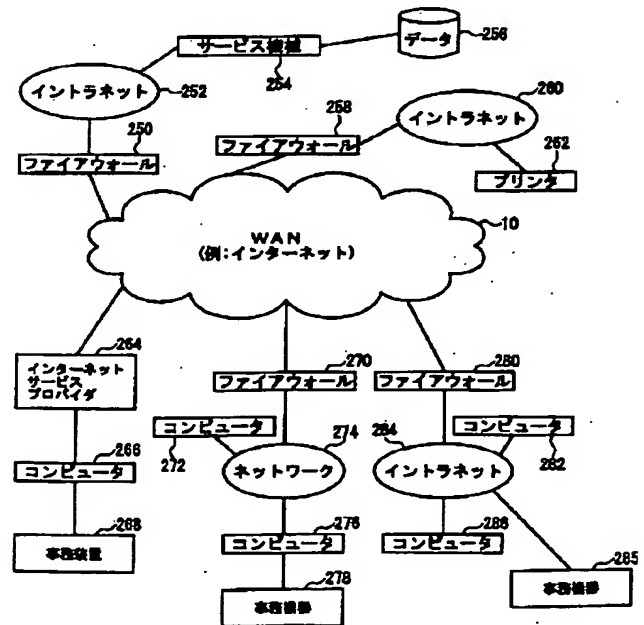 サービス機械
254
データ
256
イントラネット
252
イントラネット
260
250
ファイアウォール
258
ファイアウォール
262
プリンタ
10
WAN
(例:インターネット)
264
インターネット
サービス
プロバイダ
270
ファイアウォール
280
ファイアウォール
コンピュータ
272
274
ネットワーク
284
イントラネット
コンピュータ
282
266
コンピュータ
276
コンピュータ
286
コンピュータ
268
事務装置
278
事務機器
285
事務機器